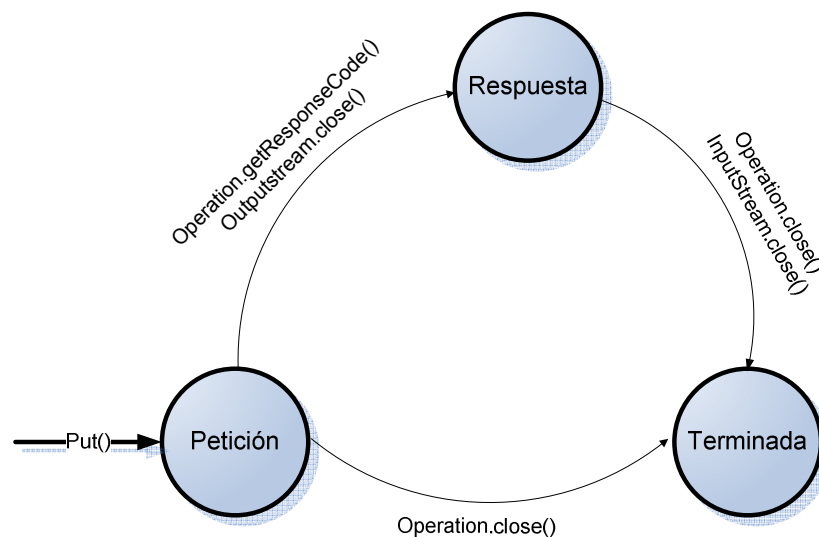 Respuesta
Operation.getResponseCode()
Outputstream.close()
Operation.close()
InputStream.close()
Put()
Petición
Terminada
Operation.close()